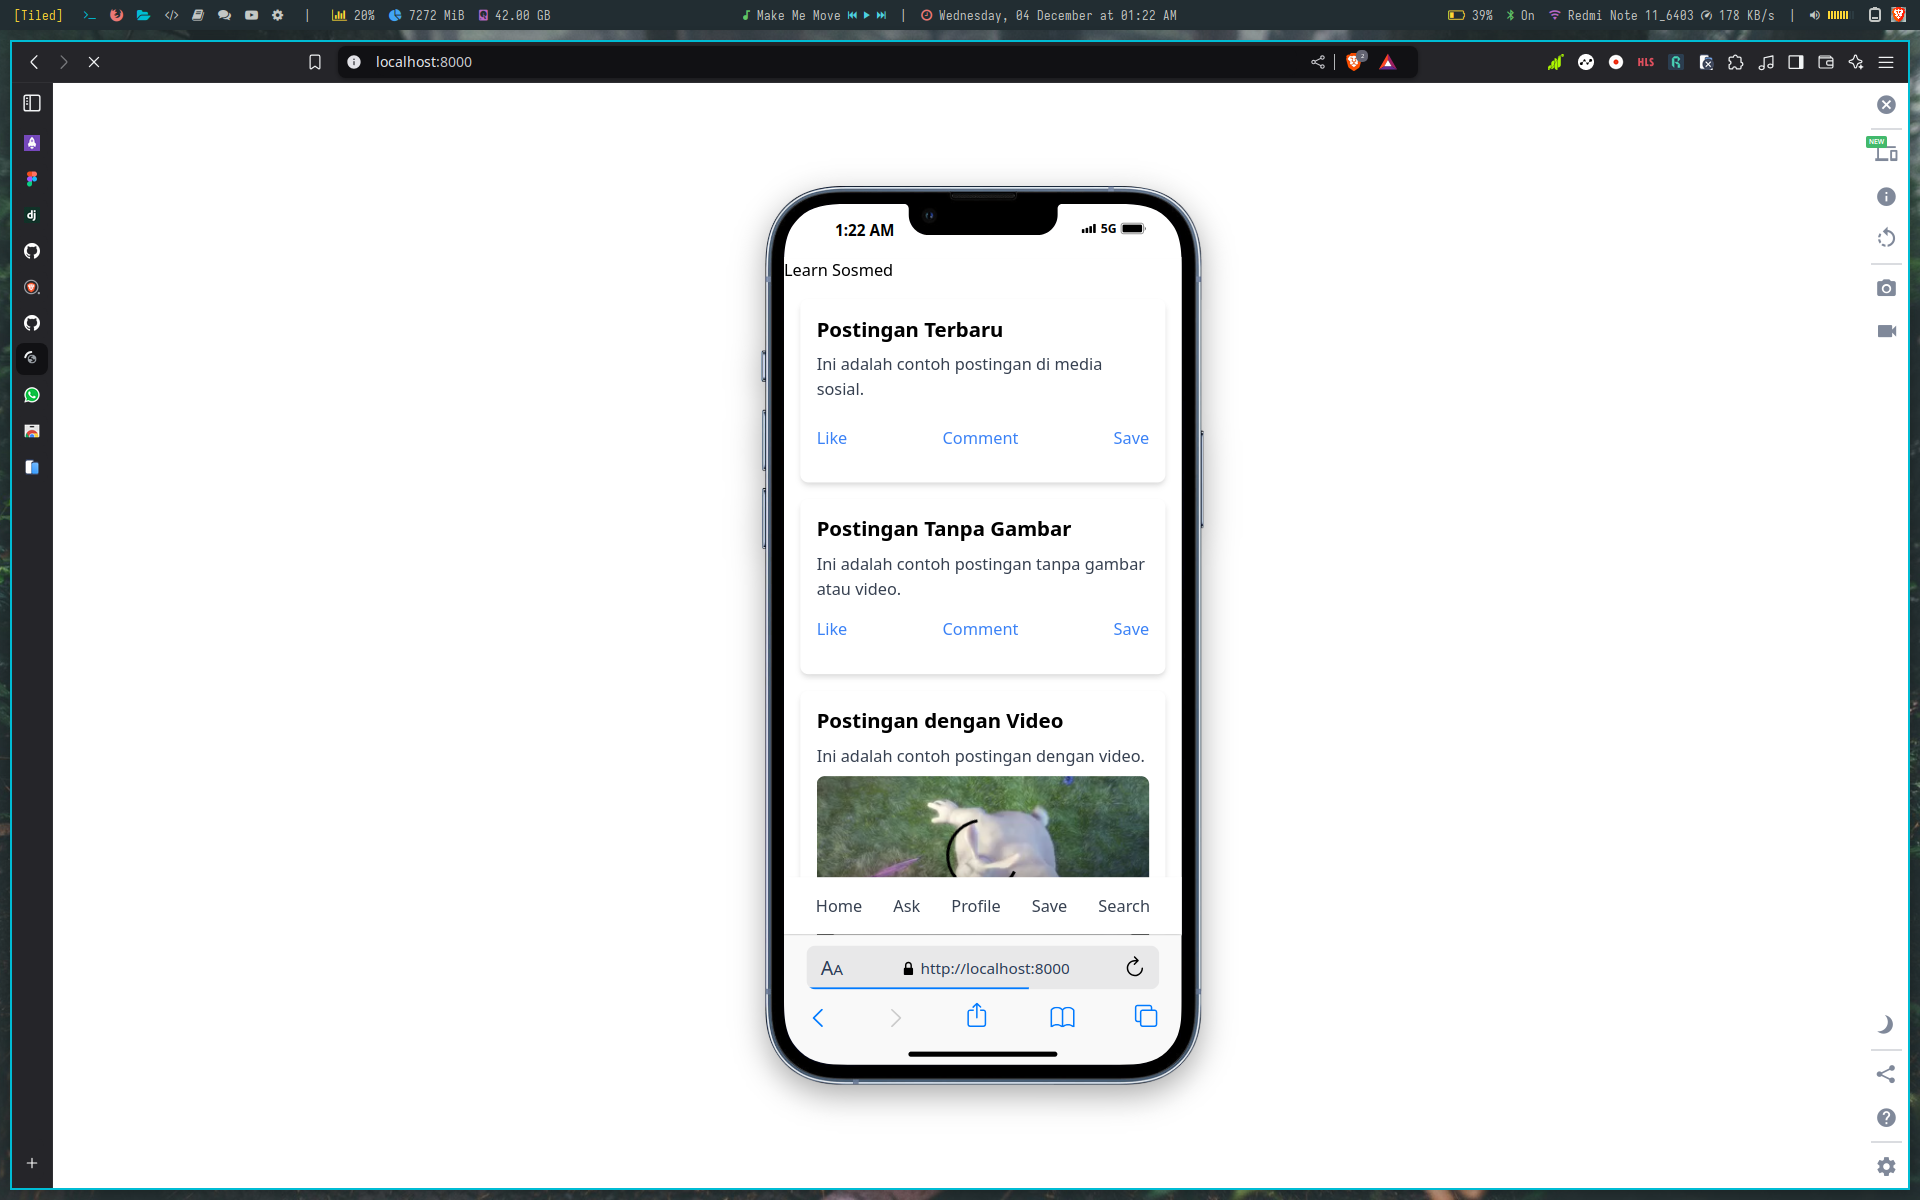 [Tiled] 20% 7272 MiB 42.00 GB Make Me Move Wednesday, 04 December at 01:22 AM 39% On Redmi Note 11_6403 178 KB/s
localhost:8000 2 HLS
dj
NEW
1:22 AM 5G
Learn Sosmed
Postingan Terbaru
Ini adalah contoh postingan di media
sosial.
Like Comment Save
Postingan Tanpa Gambar
Ini adalah contoh postingan tanpa gambar
atau video.
Like Comment Save
Postingan dengan Video
Ini adalah contoh postingan dengan video.
Home Ask Profile Save Search
AA http://localhost:8000